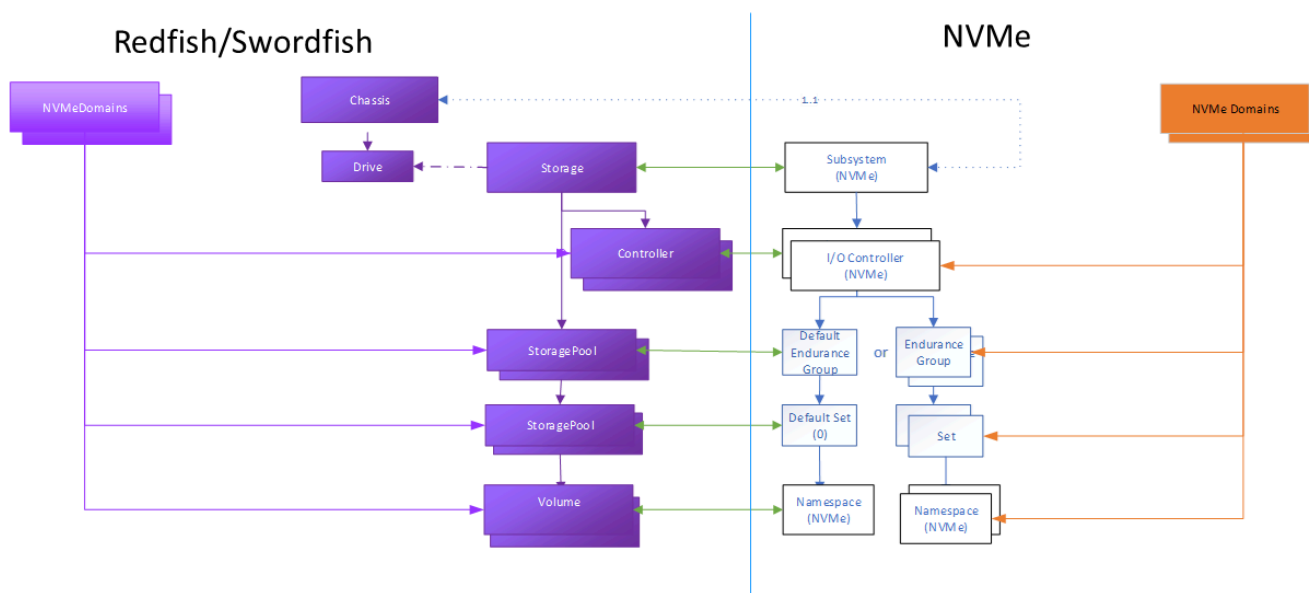 Redfish/Swordfish
NVMe
NVMeDomains
Chassis
1.1
NVMe Domains
Drive
Storage
Subsystem
(NVMe)
Controller
I/O Controller
(NVMe)
StoragePool
Default
Endurance
Group
or
Endurance
Group
StoragePool
Default Set
(0)
Set
Volume
Namespace
(NVMe)
Namespace
(NVMe)